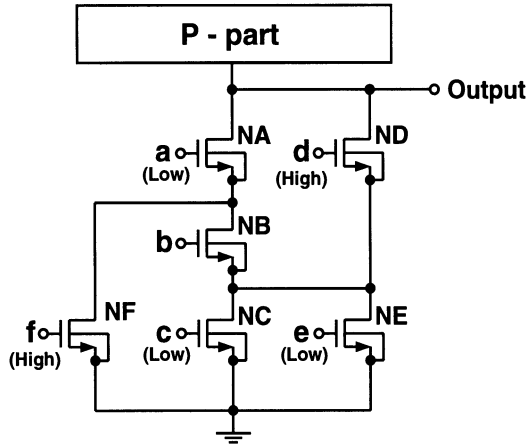 P - part
Output
NA
a
(Low)
ND
d
(High)
NB
b
NF
f
(High)
NC
c
(Low)
NE
e
(Low)